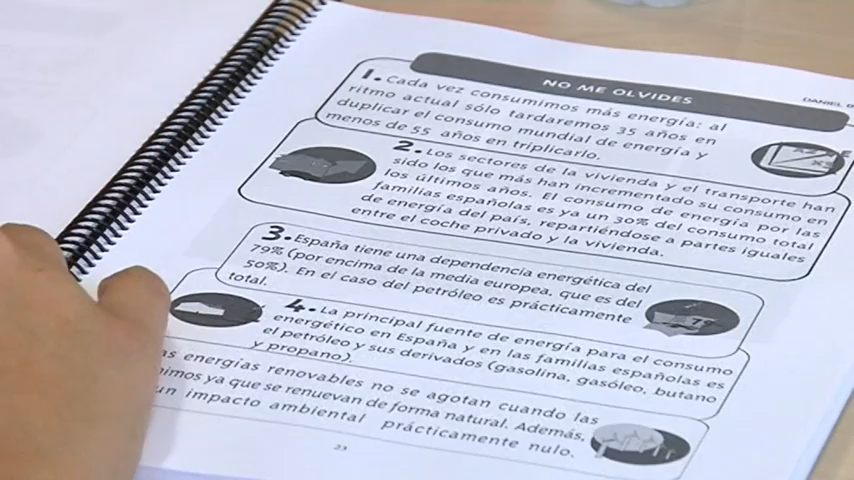 NO ME OLVIDES
DANIEL
1. Cada vez consumimos más energía: al
ritmo actual sólo tardaremos 35 años en
duplicar el consumo mundial de energía y
menos de 55 años en triplicarlo.
2. Los sectores de la vivienda y el transporte han
sido los que más han incrementado su consumo en
los últimos años. El consumo de energía por las
familias españolas es ya un 30% del consumo total
de energía del país, repartiéndose a partes iguales
entre el coche privado y la vivienda.
3. España tiene una dependencia energética del
79% (por encima de la media europea, que es del
50%). En el caso del petróleo es prácticamente
total.
4. La principal fuente de energía para el consumo
energético en España y en las familias españolas es
el petróleo y sus derivados (gasolina, gasóleo, butano
y propano).
energías renovables no se agotan cuando las
ya que se renuevan de forma natural. Además,
un impacto ambiental prácticamente nulo.